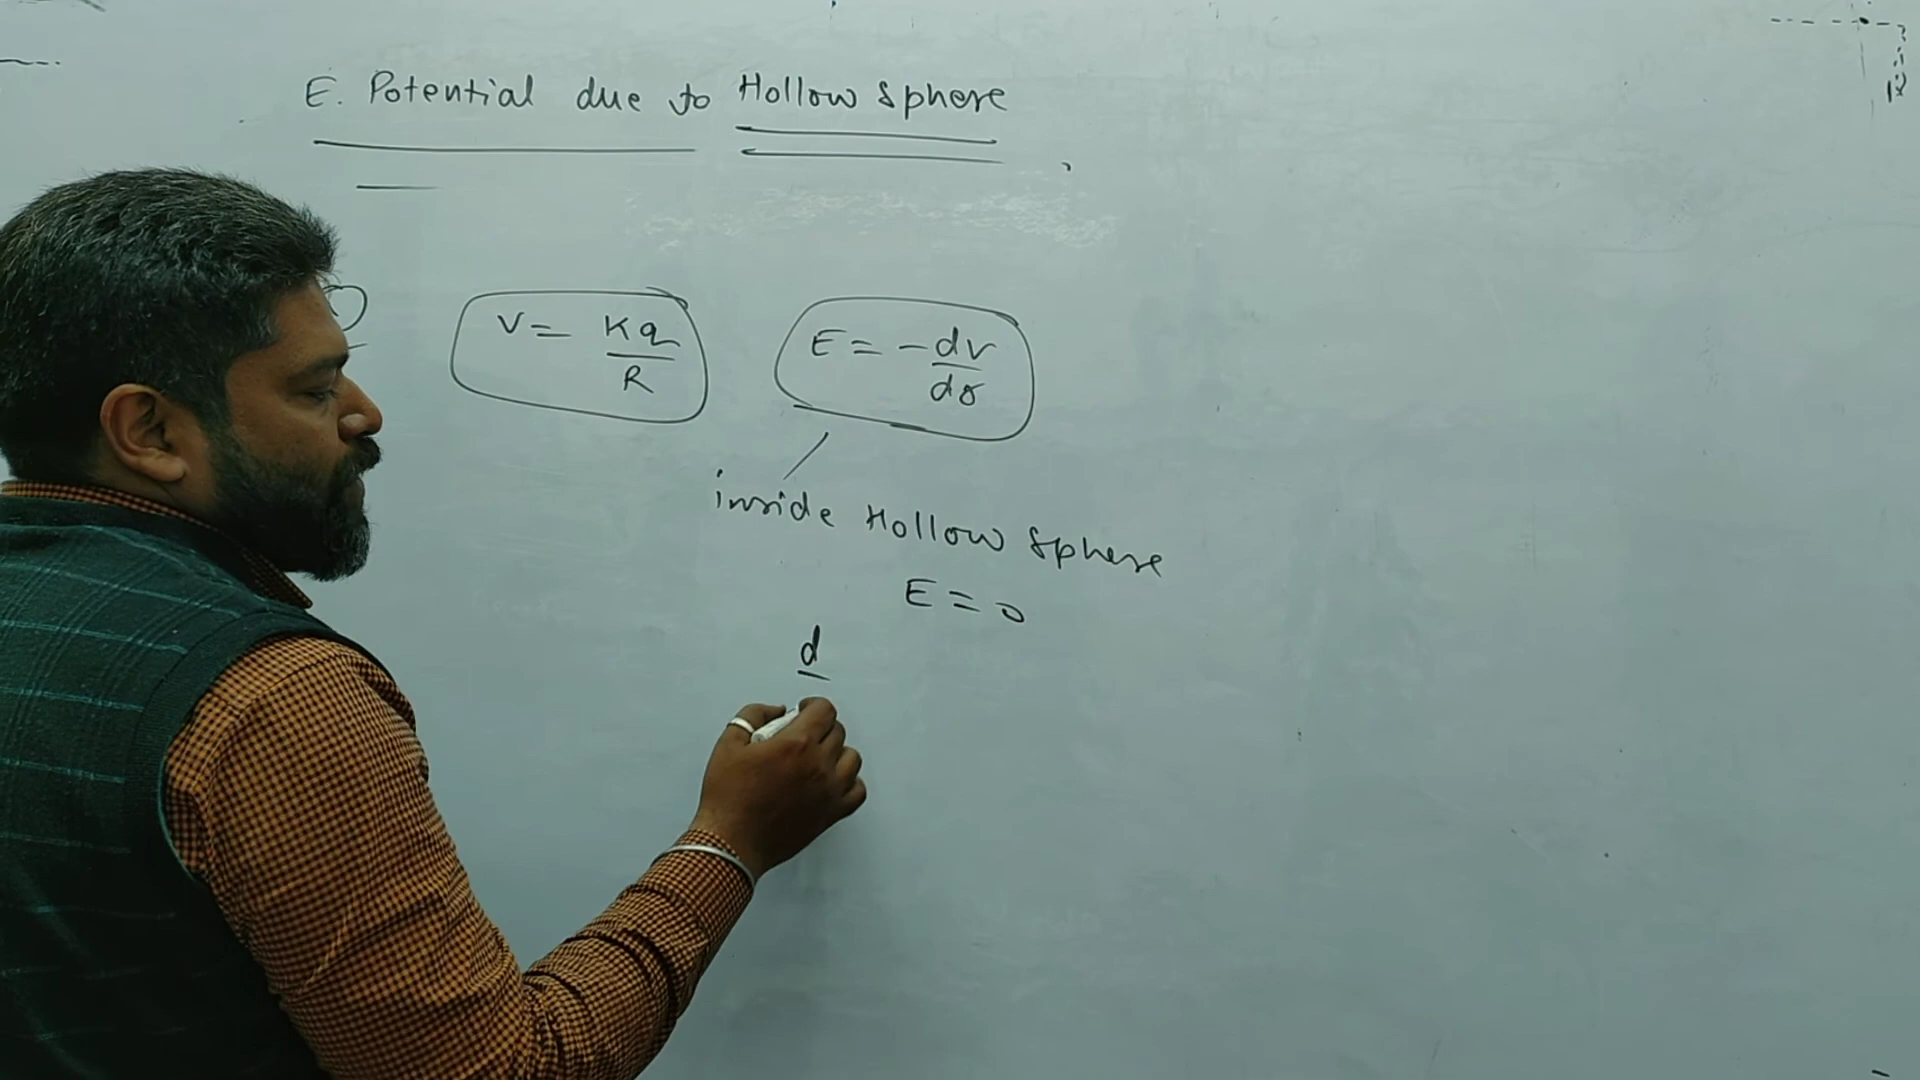 E. Potential due to Hollow Sphere
V = Kq/R
E = -dv/dr
inside Hollow Sphere
E = 0
d